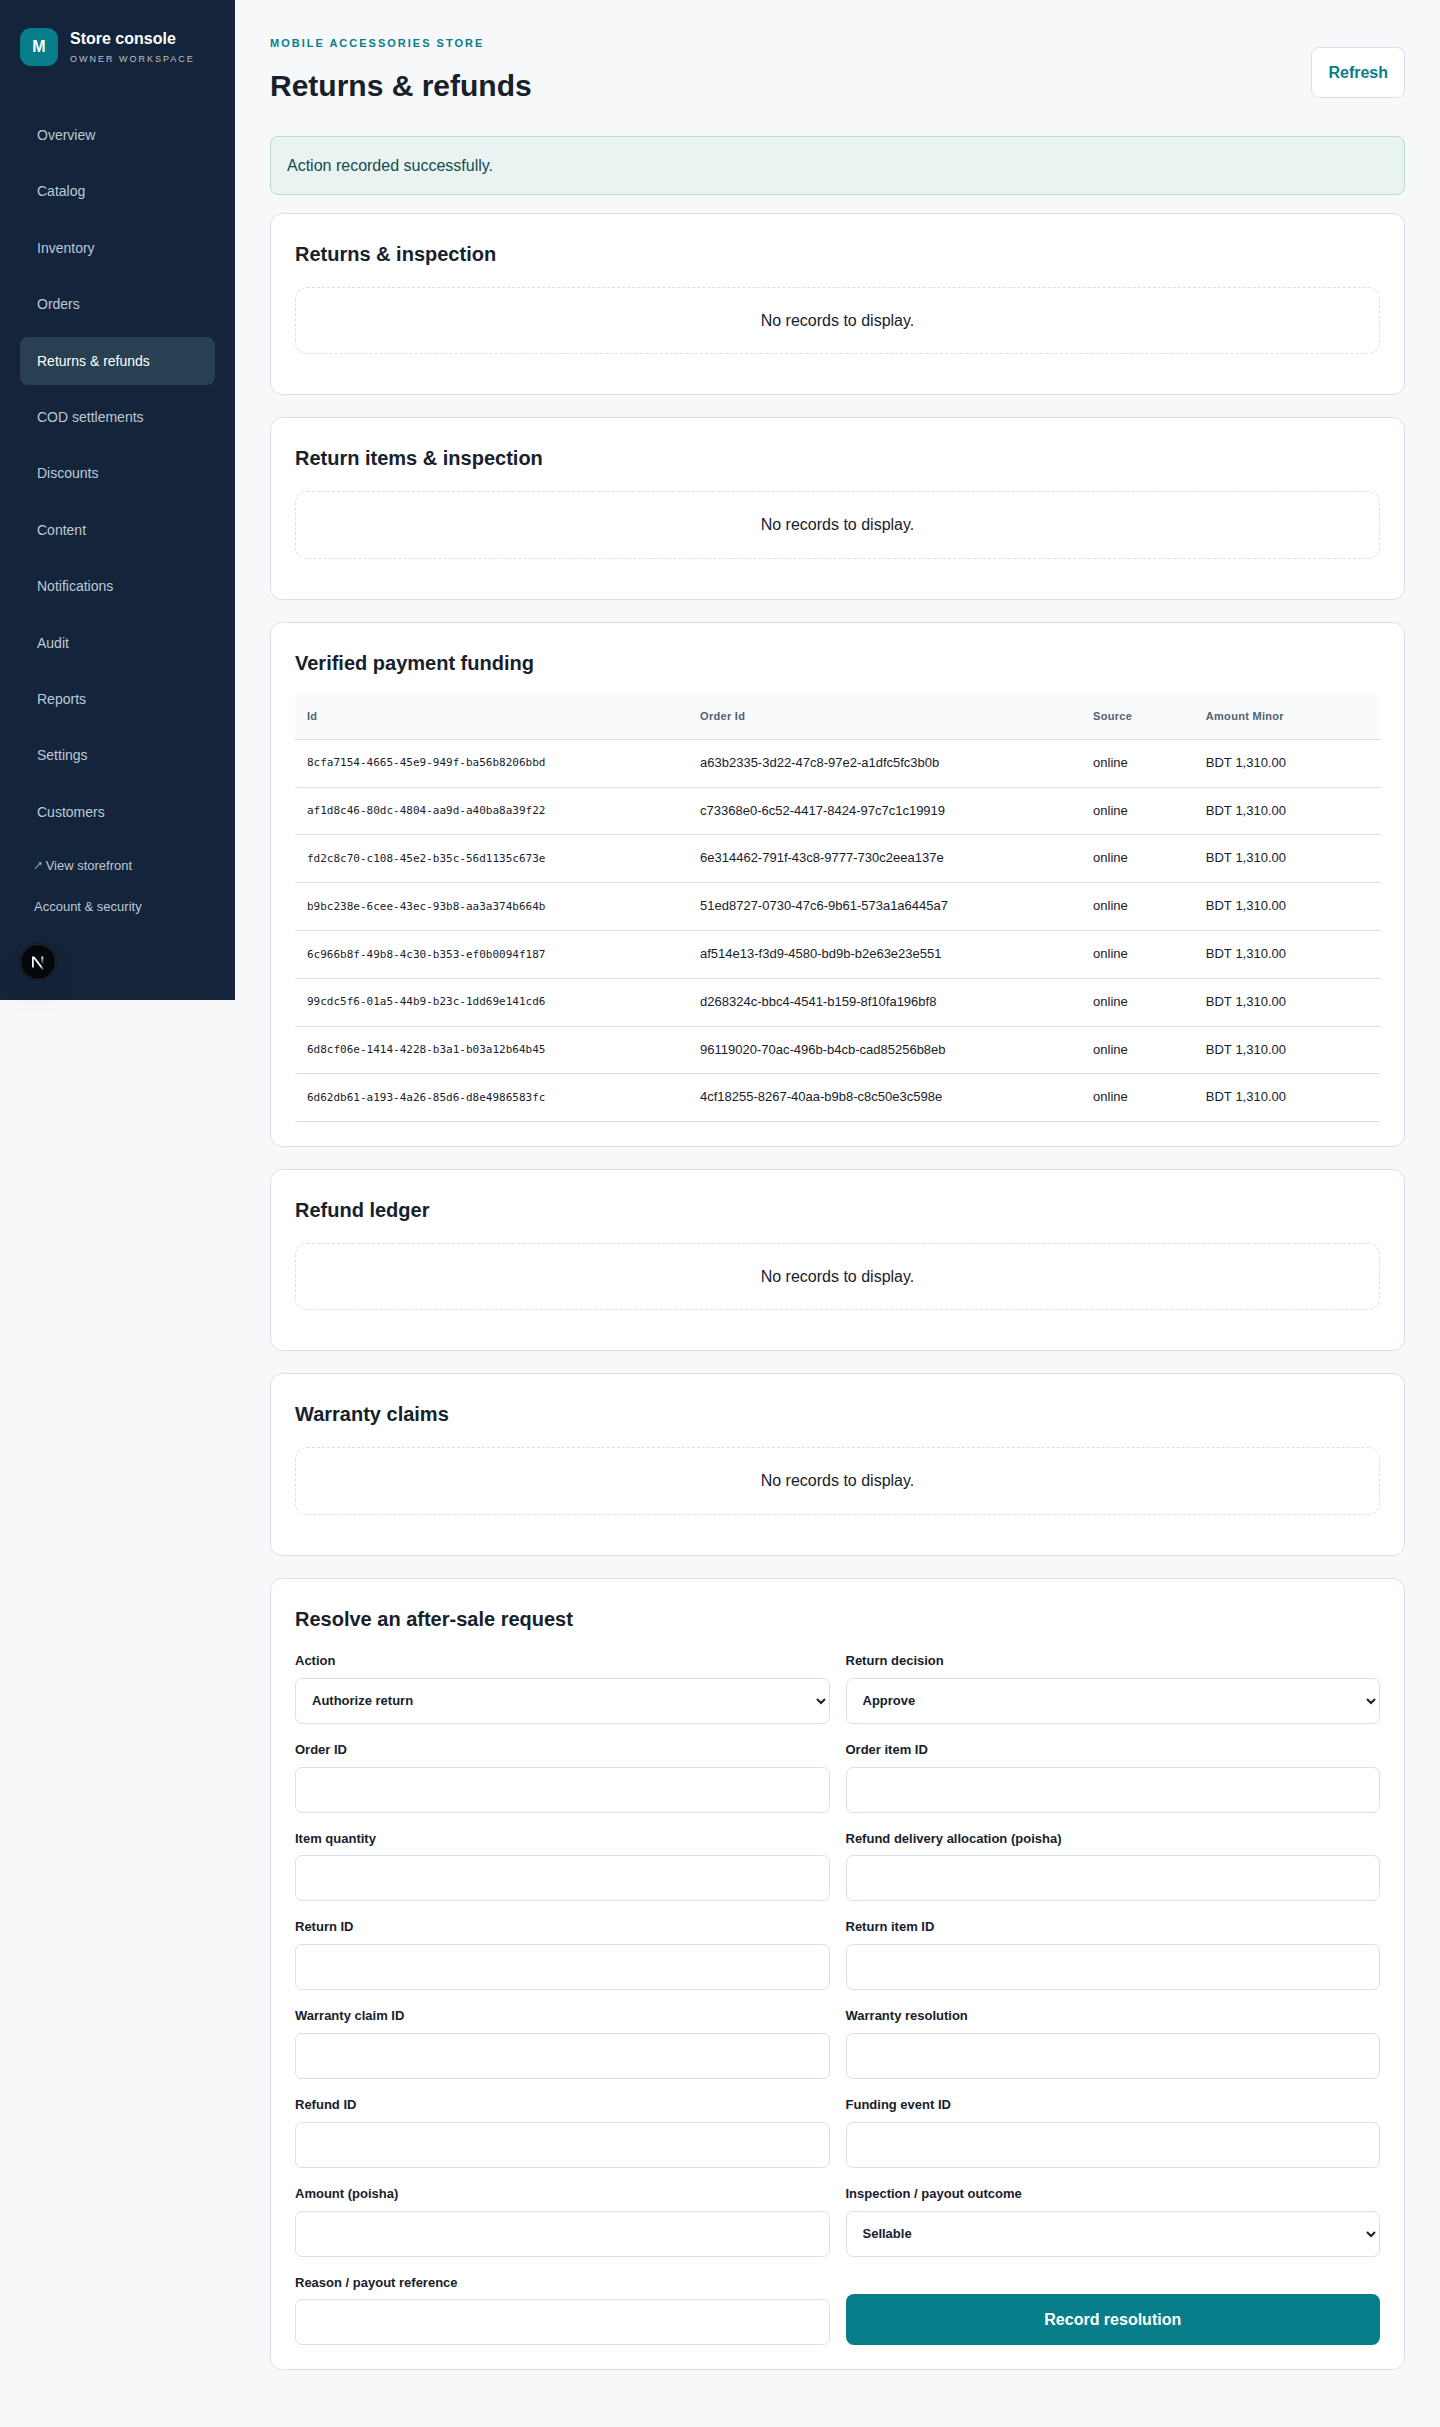 M
Store console
OWNER WORKSPACE
Overview
Catalog
Inventory
Orders
Returns & refunds
COD settlements
Discounts
Content
Notifications
Audit
Reports
Settings
Customers
↗ View storefront
Account & security
N
MOBILE ACCESSORIES STORE
Returns & refunds
Refresh
Action recorded successfully.
Returns & inspection
No records to display.
Return items & inspection
No records to display.
Verified payment funding
Id Order Id Source Amount Minor
8cfa7154-4665-45e9-949f-ba56b8206bbd a63b2335-3d22-47c8-97e2-a1dfc5fc3b0b online BDT 1,310.00
af1d8c46-80dc-4804-aa9d-a40ba8a39f22 c73368e0-6c52-4417-8424-97c7c1c19919 online BDT 1,310.00
fd2c8c70-c108-45e2-b35c-56d1135c673e 6e314462-791f-43c8-9777-730c2eea137e online BDT 1,310.00
b9bc238e-6cee-43ec-93b8-aa3a374b664b 51ed8727-0730-47c6-9b61-573a1a6445a7 online BDT 1,310.00
6c966b8f-49b8-4c30-b353-ef0b0094f187 af514e13-f3d9-4580-bd9b-b2e63e23e551 online BDT 1,310.00
99cdc5f6-01a5-44b9-b23c-1dd69e141cd6 d268324c-bbc4-4541-b159-8f10fa196bf8 online BDT 1,310.00
6d8cf06e-1414-4228-b3a1-b03a12b64b45 96119020-70ac-496b-b4cb-cad85256b8eb online BDT 1,310.00
6d62db61-a193-4a26-85d6-d8e4986583fc 4cf18255-8267-40aa-b9b8-c8c50e3c598e online BDT 1,310.00
Refund ledger
No records to display.
Warranty claims
No records to display.
Resolve an after-sale request
Action Return decision
Authorize return Approve
Order ID Order item ID
Item quantity Refund delivery allocation (poisha)
Return ID Return item ID
Warranty claim ID Warranty resolution
Refund ID Funding event ID
Amount (poisha) Inspection / payout outcome
Sellable
Reason / payout reference
Record resolution